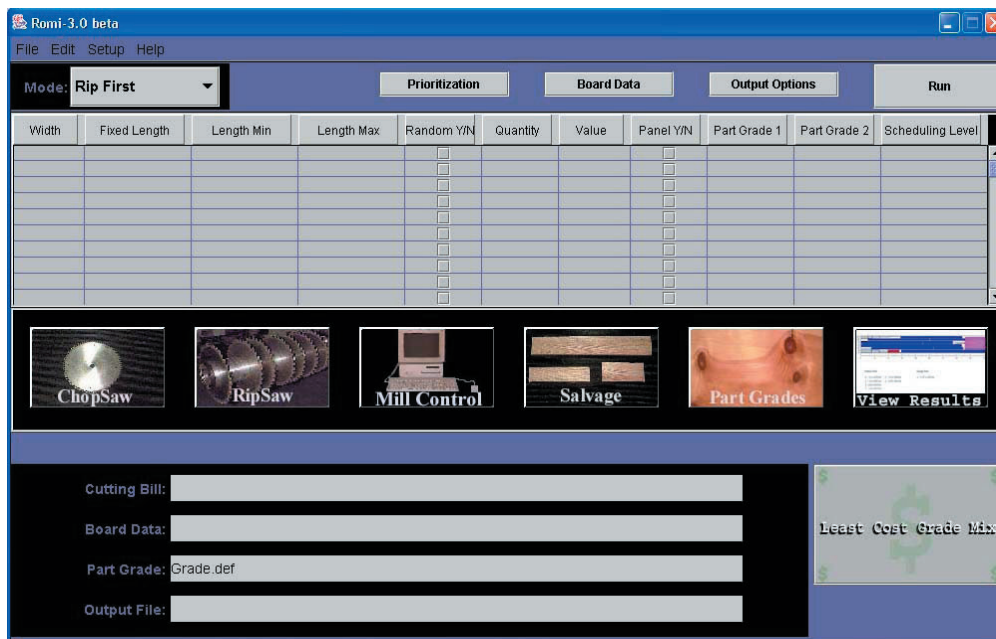 Romi-3.0 beta
File Edit Setup Help
Mode: Rip First Prioritization Board Data Output Options Run
Width Fixed Length Length Min Length Max Random Y/N Quantity Value Panel Y/N Part Grade 1 Part Grade 2 Scheduling Level
ChopSaw RipSaw Mill Control Salvage Part Grades View Results
Cutting Bill:
Board Data:
Least Cost Grade Mix
Part Grade: Grade.def
Output File: